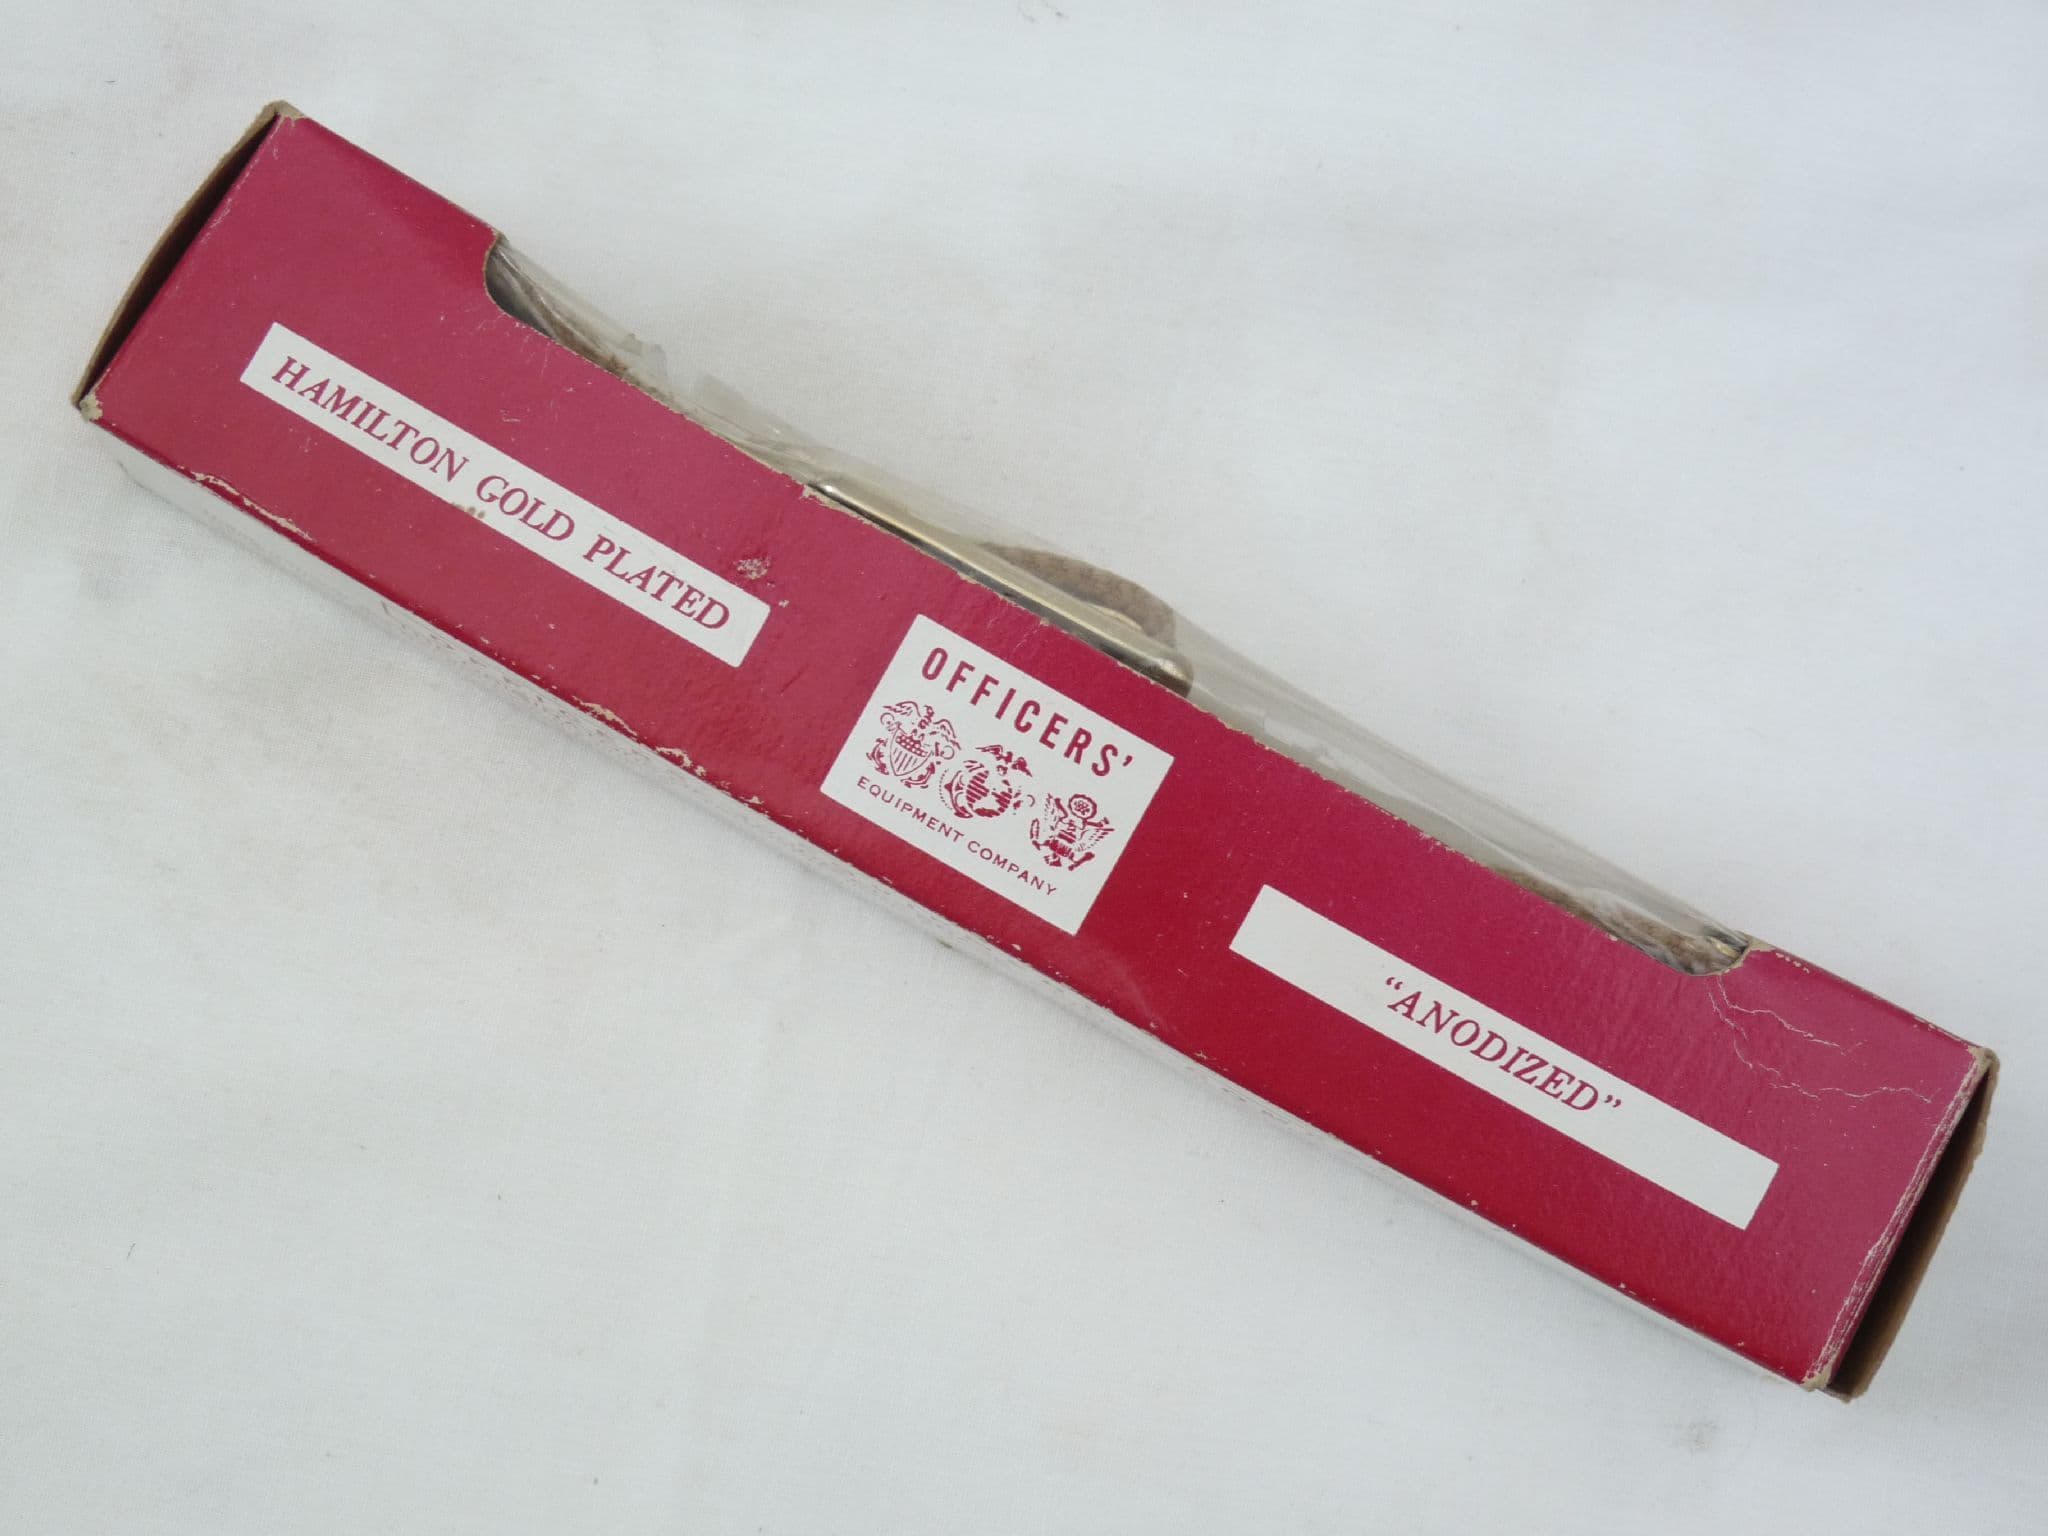 HAMILTON GOLD PLATED
OFFICERS'
EQUIPMENT COMPANY
“ANODIZED”